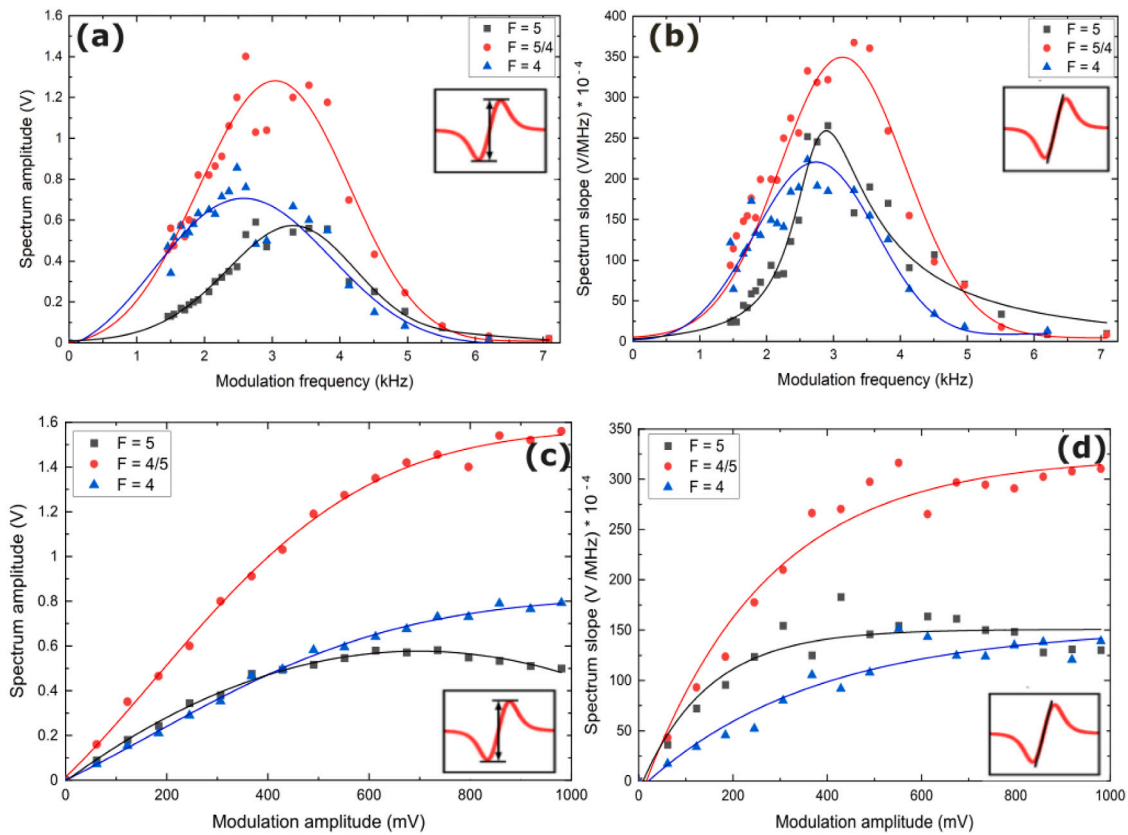 (a)
F = 5
F = 5/4
F = 4
1.6
1.4
1.2
1
0.8
0.6
0.4
0.2
0
Spectrum amplitude (V)
0 1 2 3 4 5 6 7
Modulation frequency (kHz)
(b)
F = 5
F = 5/4
F = 4
400
350
300
250
200
150
100
50
0
Spectrum slope (V/MHz) * 10⁻⁴
0 1 2 3 4 5 6 7
Modulation frequency (kHz)
(c)
F = 5
F = 4/5
F = 4
1.6
1.4
1.2
1
0.8
0.6
0.4
0.2
0
Spectrum amplitude (V)
0 200 400 600 800 1000
Modulation amplitude (mV)
(d)
F = 5
F = 4/5
F = 4
350
300
250
200
150
100
50
0
Spectrum slope (V /MHz) * 10⁻⁴
0 200 400 600 800 1000
Modulation amplitude (mV)